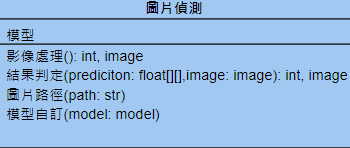 圖片偵測
模型
影像處理(): int, image
結果判定(prediciton: float[][],image: image): int, image
圖片路徑(path: str)
模型自訂(model: model)